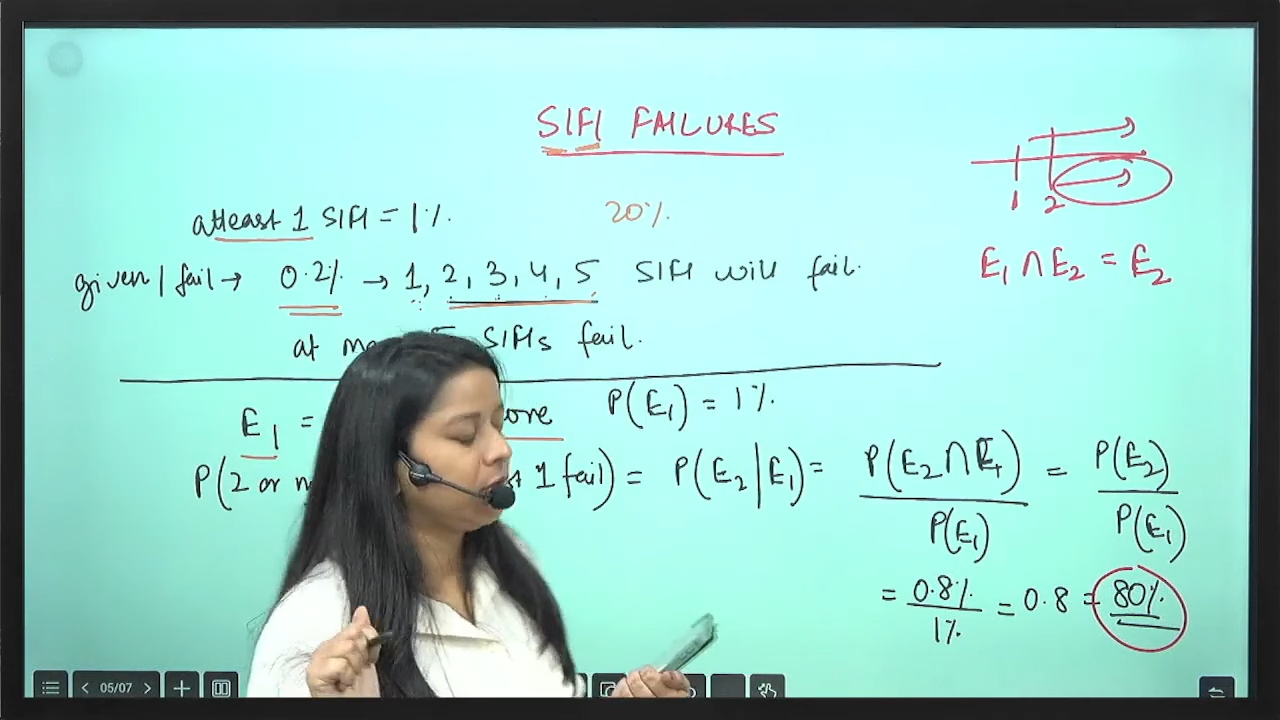 SIFI FAILURES
atleast 1 SIFI = 1%.
20%.
given 1 fail → 0.2% → 1, 2, 3, 4, 5 SIFI will fail.
at SIFIs fail.
1 2
E₁ ∩ E₂ = E₂
E₁ = P(E₁) = 1%.
P(2 or 1 fail) = P(E₂|E₁) = P(E₂ ∩ E₁) / P(E₁) = P(E₂) / P(E₁)
= 0.8% / 1% = 0.8 = 80%.
05/07